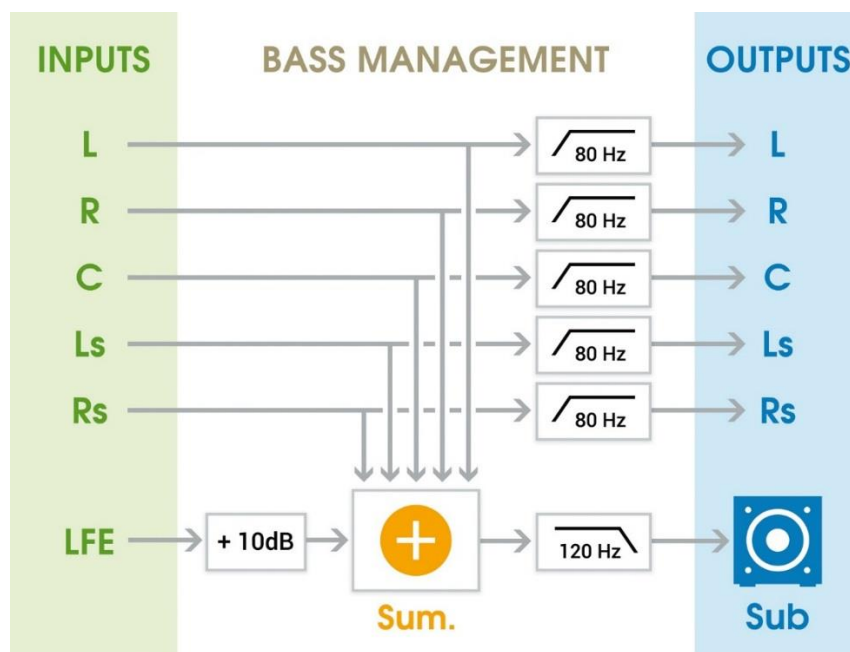 INPUTS BASS MANAGEMENT OUTPUTS
L 80 Hz L
R 80 Hz R
C 80 Hz C
Ls 80 Hz Ls
Rs 80 Hz Rs
LFE + 10dB + 120 Hz
Sum. Sub